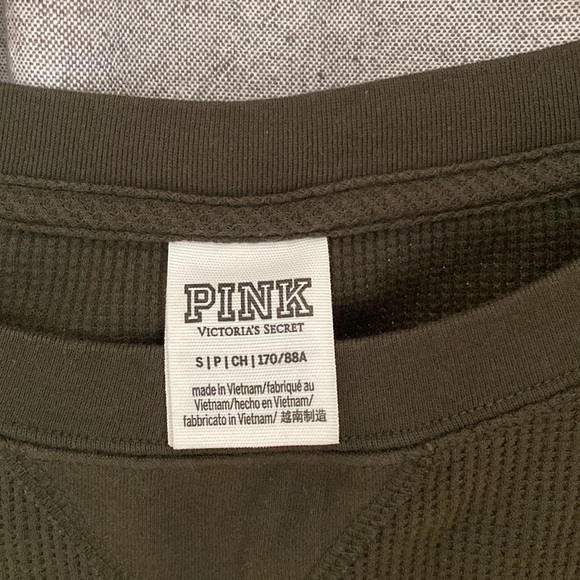 PINK
VICTORIA'S SECRET
S|P|CH|170/88A
made in Vietnam/fabriqué au
Vietnam/hecho en Vietnam/
fabbricato in Vietnam/越南制造